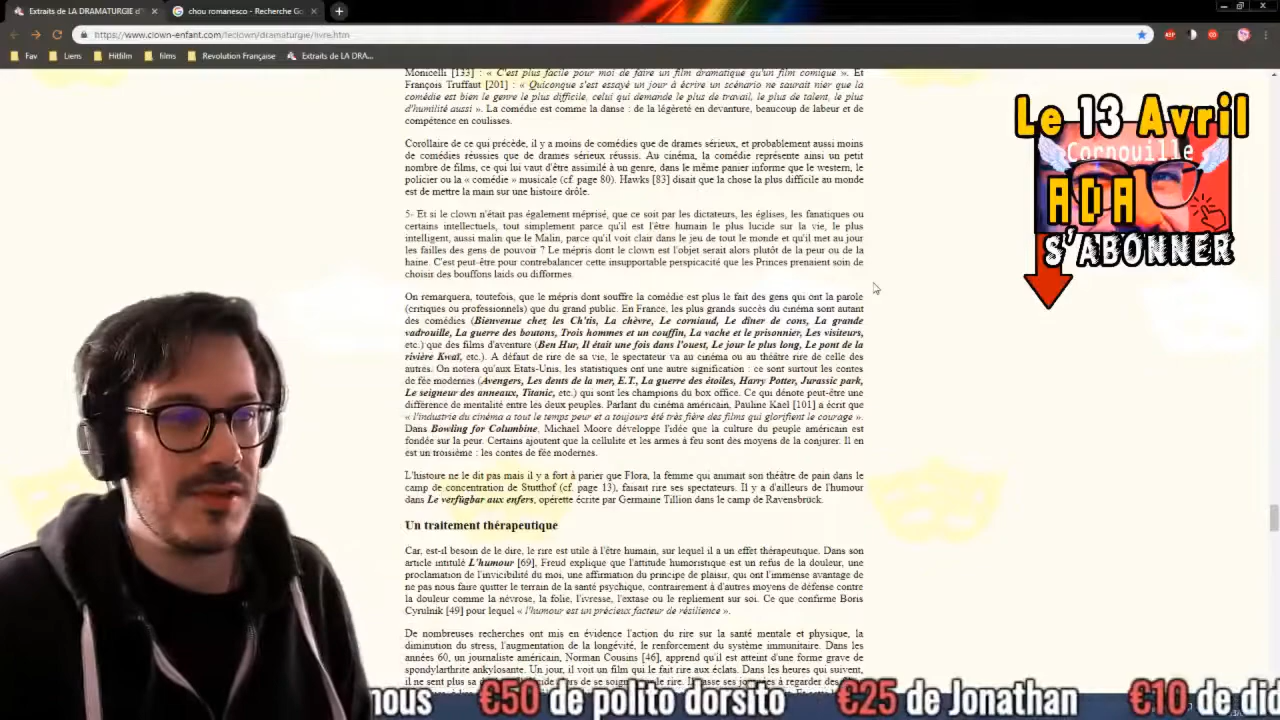 Extraits de LA DRAMATURGIE d'
chou romanesco - Recherche Go
https://www.clown-enfant.com/leclown/dramaturgie/livre.htm
Fav
Liens
Hitfilm
films
Revolution Française
Extraits de LA DRA...
Monicelli [133] : « C'est plus facile pour moi de faire un film dramatique qu'un film comique ». Et
François Truffaut [201] : « Quiconque s'est essayé un jour à écrire un scénario ne saurait nier que la
comédie est bien le genre le plus difficile, celui qui demande le plus de travail, le plus de talent, le plus
d'humilité aussi ». La comédie est comme la danse : de la légèreté en devanture, beaucoup de labeur et de
compétence en coulisses.
Corollaire de ce qui précède, il y a moins de comédies que de drames sérieux, et probablement aussi moins
de comédies réussies que de drames sérieux réussis. Au cinéma, la comédie représente ainsi un petit
nombre de films, ce qui lui vaut d'être assimilé à un genre, dans le même panier informe que le western, le
policier ou la « comédie » musicale (cf. page 80). Hawks [83] disait que la chose la plus difficile au monde
est de mettre la main sur une histoire drôle.
5- Et si le clown n'était pas également méprisé, que ce soit par les dictateurs, les églises, les fanatiques ou
certains intellectuels, tout simplement parce qu'il est l'être humain le plus lucide sur la vie, le plus
intelligent, aussi malin que le Malin, parce qu'il voit clair dans le jeu de tout le monde et qu'il met au jour
les failles des gens de pouvoir ? Le mépris dont le clown est l'objet serait alors plutôt de la peur ou de la
haine. C'est peut-être pour contrebalancer cette insupportable perspicacité que les Princes prenaient soin de
choisir des bouffons laids ou difformes.
On remarquera, toutefois, que le mépris dont souffre la comédie est plus le fait des gens qui ont la parole
(critiques ou professionnels) que du grand public. En France, les plus grands succès du cinéma sont autant
des comédies (Bienvenue chez les Ch'tis, La chèvre, Le corniaud, Le dîner de cons, La grande
vadrouille, La guerre des boutons, Trois hommes et un couffin, La vache et le prisonnier, Les visiteurs,
etc.) que des films d'aventure (Ben Hur, Il était une fois dans l'ouest, Le jour le plus long, Le pont de la
rivière Kwaï, etc.). A défaut de rire de sa vie, le spectateur va au cinéma ou au théâtre rire de celle des
autres. On notera qu'aux Etats-Unis, les statistiques ont une autre signification : ce sont surtout les contes
de fée modernes (Avengers, Les dents de la mer, E.T., La guerre des étoiles, Harry Potter, Jurassic park,
Le seigneur des anneaux, Titanic, etc.) qui sont les champions du box office. Ce qui dénote peut-être une
différence de mentalité entre les deux peuples. Parlant du cinéma américain, Pauline Kael [101] a écrit que
« l'industrie du cinéma a tout le temps peur et a toujours été très fière des films qui glorifient le courage ».
Dans Bowling for Columbine, Michael Moore développe l'idée que la culture du peuple américain est
fondée sur la peur. Certains ajoutent que la cellulite et les armes à feu sont des moyens de la conjurer. Il en
est un troisième : les contes de fée modernes.
L'histoire ne le dit pas mais il y a fort à parier que Flora, la femme qui animait son théâtre de pain dans le
camp de concentration de Stutthof (cf. page 13), faisait rire ses spectateurs. Il y a d'ailleurs de l'humour
dans Le verfügbar aux enfers, opérette écrite par Germaine Tillion dans le camp de Ravensbrück.
Un traitement thérapeutique
Car, est-il besoin de le dire, le rire est utile à l'être humain, sur lequel il a un effet thérapeutique. Dans son
article intitulé L'humour [69], Freud explique que l'attitude humoristique est un refus de la douleur, une
proclamation de l'invicibilité du moi, une affirmation du principe de plaisir, qui ont l'immense avantage de
ne pas nous faire quitter le terrain de la santé psychique, contrairement à d'autres moyens de défense contre
la douleur comme la névrose, la folie, l'ivresse, l'extase ou le repliement sur soi. Ce que confirme Boris
Cyrulnik [49] pour lequel « l'humour est un précieux facteur de résilience ».
De nombreuses recherches ont mis en évidence l'action du rire sur la santé mentale et physique, la
diminution du stress, l'augmentation de la longévité, le renforcement du système immunitaire. Dans les
années 60, un journaliste américain, Norman Cousins [46], apprend qu'il est atteint d'une forme grave de
spondylarthrite ankylosante. Un jour, il voit un film qui le fait rire aux éclats. Dans les heures qui suivent,
Le 13 Avril
Cornouille
ADA
S'ABONNER
nous €50 de polito dorsito €25 de Jonathan €10 de did